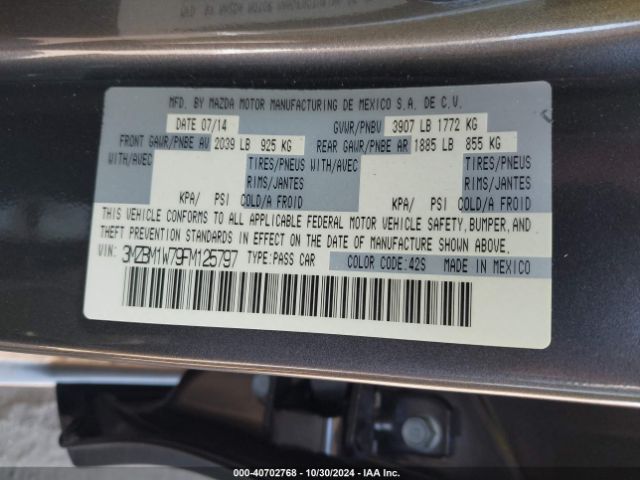 MFD. BY MAZDA MOTOR MANUFACTURING DE MEXICO S.A. DE C.V.
DATE 07/14 GVWR/PNBV 3907 LB 1772 KG
FRONT GAWR/PNBE AV 2039 LB 925 KG REAR GAWR/PNBE AR 1885 LB 855 KG
WITH/AVEC TIRES/PNEUS WITH/AVEC TIRES/PNEUS
RIMS/JANTES RIMS/JANTES
KPA/ PSI COLD/A FROID KPA/ PSI COLD/A FROID
THIS VEHICLE CONFORMS TO ALL APPLICABLE FEDERAL MOTOR VEHICLE SAFETY, BUMPER, AND
THEFT PREVENTION STANDARDS IN EFFECT ON THE DATE OF MANUFACTURE SHOWN ABOVE.
VIN: 3MZBM1W79FM125797 TYPE:PASS CAR COLOR CODE:42S MADE IN MEXICO
000-40702768 | 10/30/2024 | IAA Inc.